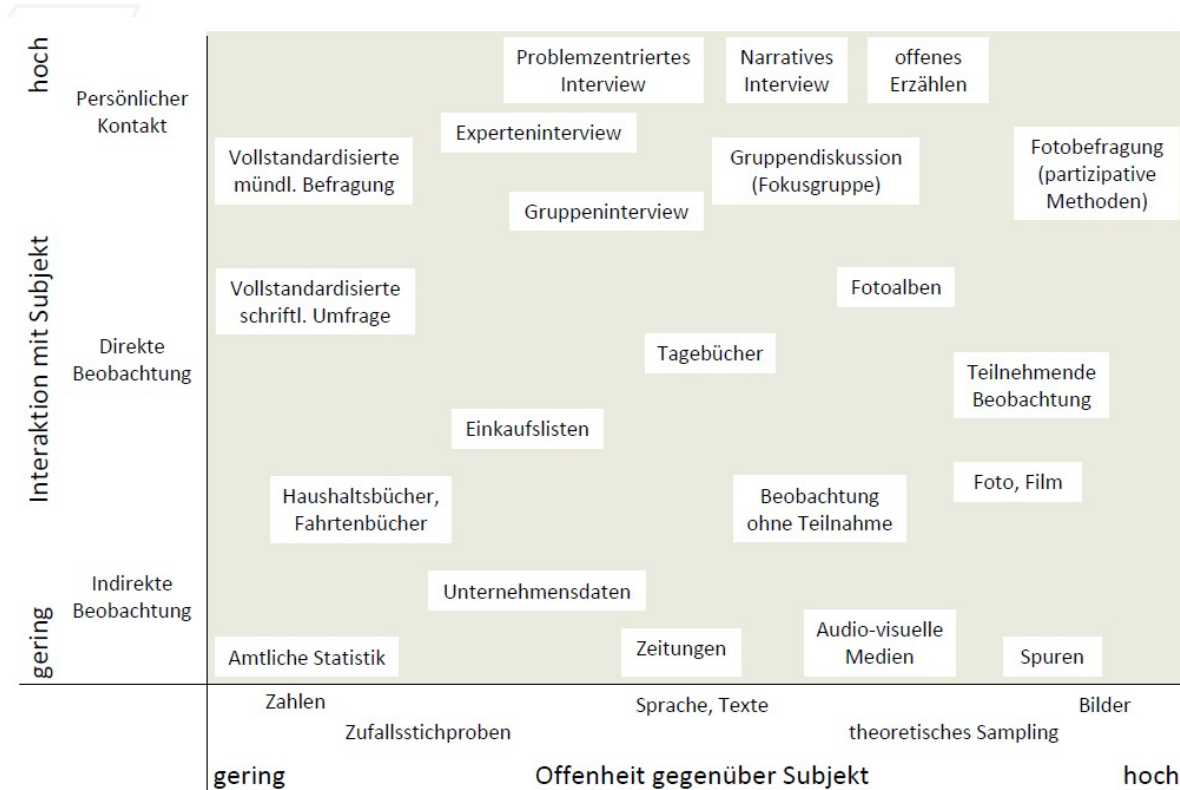 hoch
Persönlicher
Kontakt
Interaktion mit Subjekt
Direkte
Beobachtung
Indirekte
Beobachtung
gering
Problemzentriertes
Interview
Narratives
Interview
offenes
Erzählen
Experteninterview
Vollstandardisierte
mündl. Befragung
Gruppendiskussion
(Fokusgruppe)
Fotobefragung
(partizipative
Methoden)
Gruppeninterview
Vollstandardisierte
schriftl. Umfrage
Fotoalben
Tagebücher
Teilnehmende
Beobachtung
Einkaufslisten
Haushaltsbücher,
Fahrtenbücher
Beobachtung
ohne Teilnahme
Foto, Film
Unternehmensdaten
Amtliche Statistik
Zeitungen
Audio-visuelle
Medien
Spuren
Zahlen
Sprache, Texte
Bilder
Zufallsstichproben
theoretisches Sampling
gering
Offenheit gegenüber Subjekt
hoch